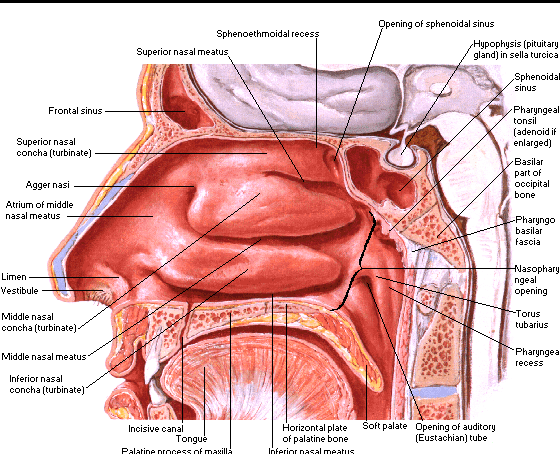 Opening of sphenoidal sinus
Sphenoethmoidal recess
Superior nasal meatus
Hypophysis (pituitary
gland) in sella turcica
Sphenoidal
sinus
Frontal sinus
Pharyngeal
tonsil
(adenoid if
enlarged)
Superior nasal
concha (turbinate)
Basilar
part of
occipital
bone
Agger nasi
Atrium of middle
nasal meatus
Pharyngo
basilar
fascia
Limen
Vestibule
Nasophary
ngeal
opening
Middle nasal
concha (turbinate)
Torus
tubarius
Middle nasal meatus
Pharyngea
recess
Inferior nasal
concha (turbinate)
Incisive canal
Tongue
Palatine process of maxilla
Horizontal plate
of palatine bone
Inferior nasal meatus
Soft palate
Opening of auditory
(Eustachian) tube